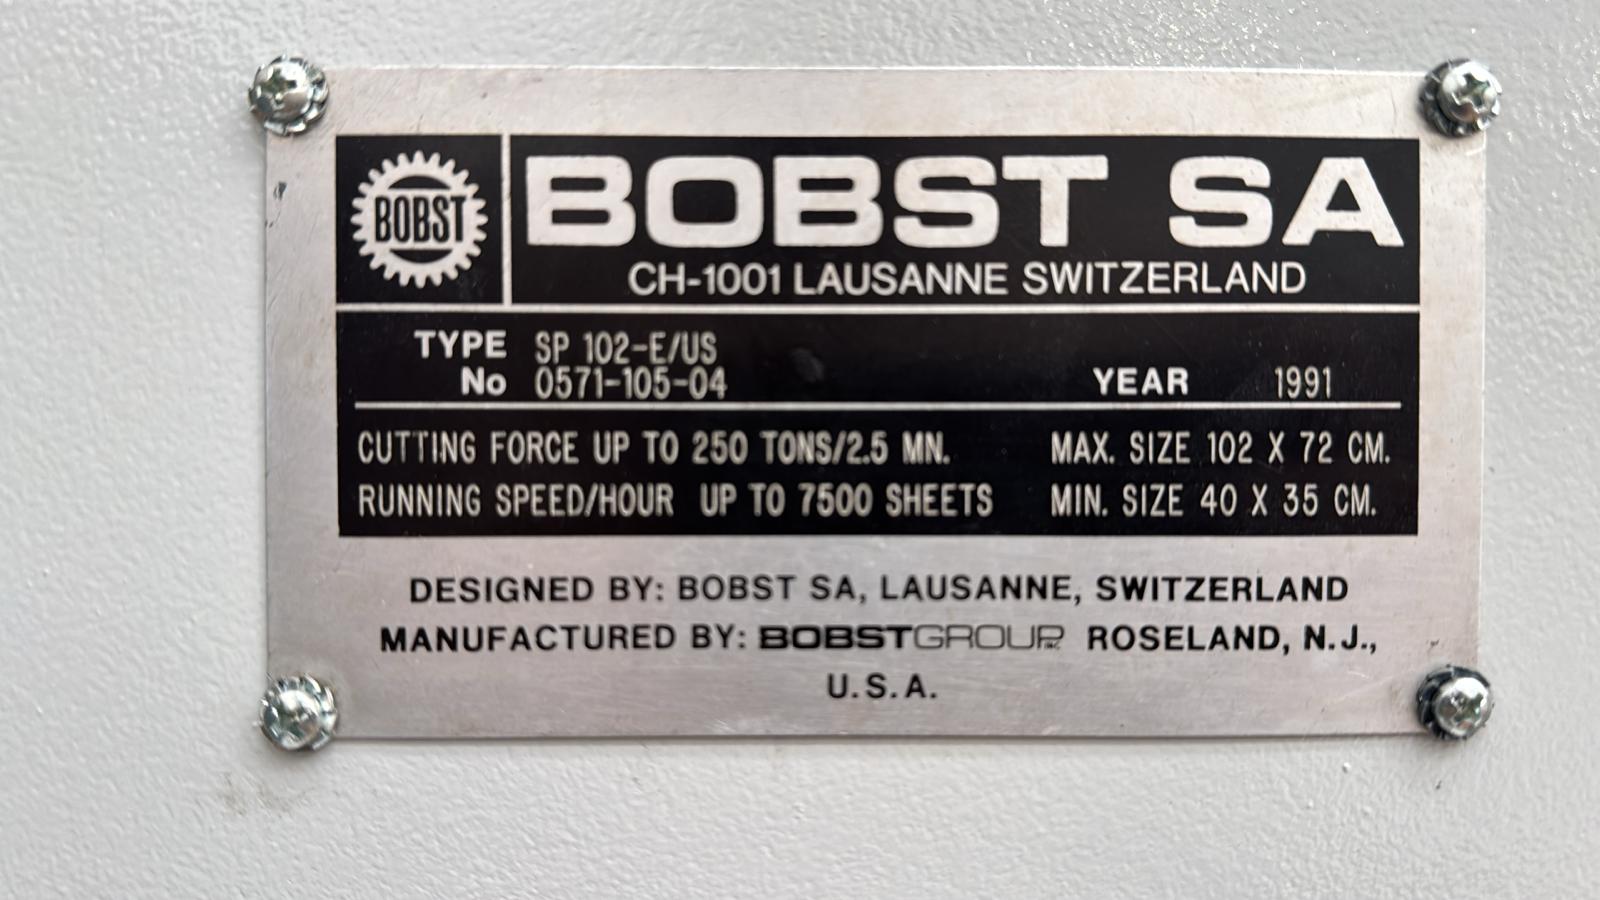 BOBST
BOBST SA
CH-1001 LAUSANNE SWITZERLAND
TYPE SP 102-E/US
No 0571-105-04 YEAR 1991
CUTTING FORCE UP TO 250 TONS/2.5 MN. MAX. SIZE 102 X 72 CM.
RUNNING SPEED/HOUR UP TO 7500 SHEETS MIN. SIZE 40 X 35 CM.
DESIGNED BY: BOBST SA, LAUSANNE, SWITZERLAND
MANUFACTURED BY: BOBSTGROUP INC ROSELAND, N.J.,
U.S.A.